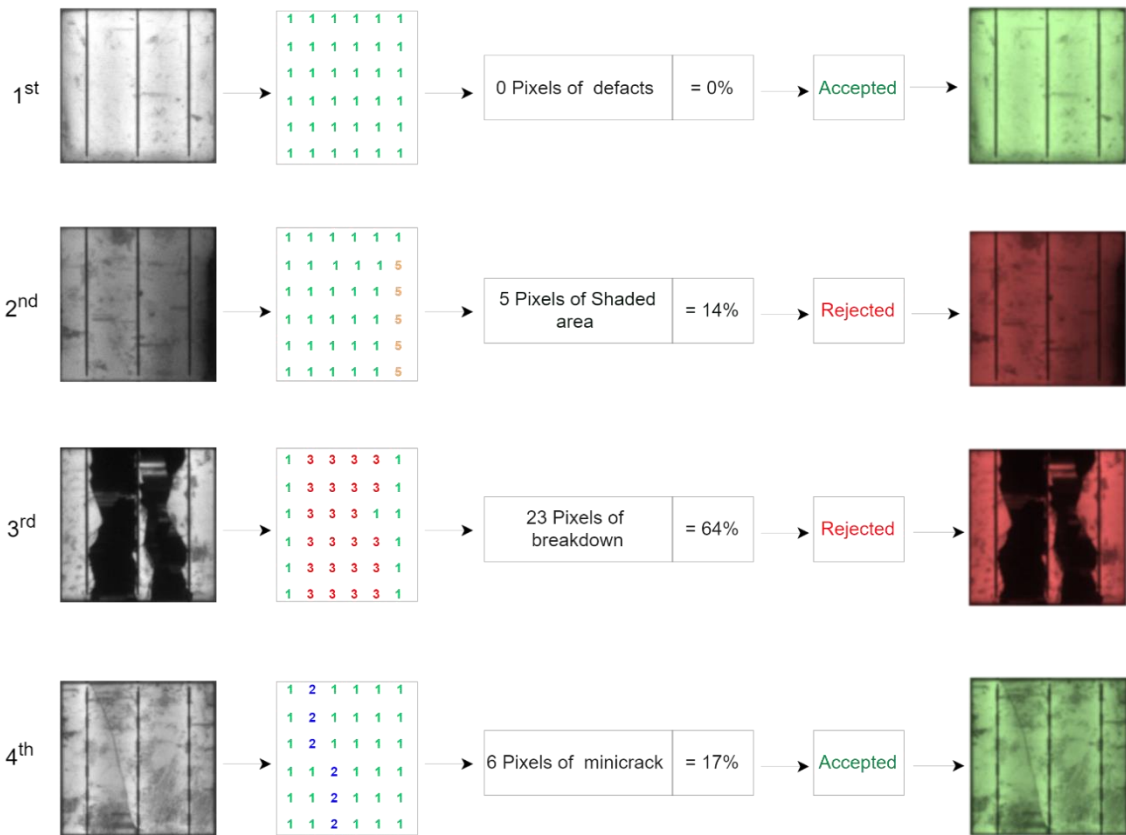 1 1 1 1 1 1
1 1 1 1 1 1
1 1 1 1 1 1
1 1 1 1 1 1
1 1 1 1 1 1
1 1 1 1 1 1
1st
0 Pixels of defects
= 0%
Accepted
1 1 1 1 1 1
1 1 1 1 1 5
1 1 1 1 1 5
1 1 1 1 1 5
1 1 1 1 1 5
1 1 1 1 1 5
2nd
5 Pixels of Shaded
area
= 14%
Rejected
1 3 3 3 3 1
1 3 3 3 3 1
1 3 3 3 1 1
1 3 3 3 3 1
1 3 3 3 3 1
1 3 3 3 3 1
3rd
23 Pixels of
breakdown
= 64%
Rejected
1 2 1 1 1 1
1 2 1 1 1 1
1 2 1 1 1 1
1 1 2 1 1 1
1 1 2 1 1 1
1 1 2 1 1 1
4th
6 Pixels of minicrack
= 17%
Accepted